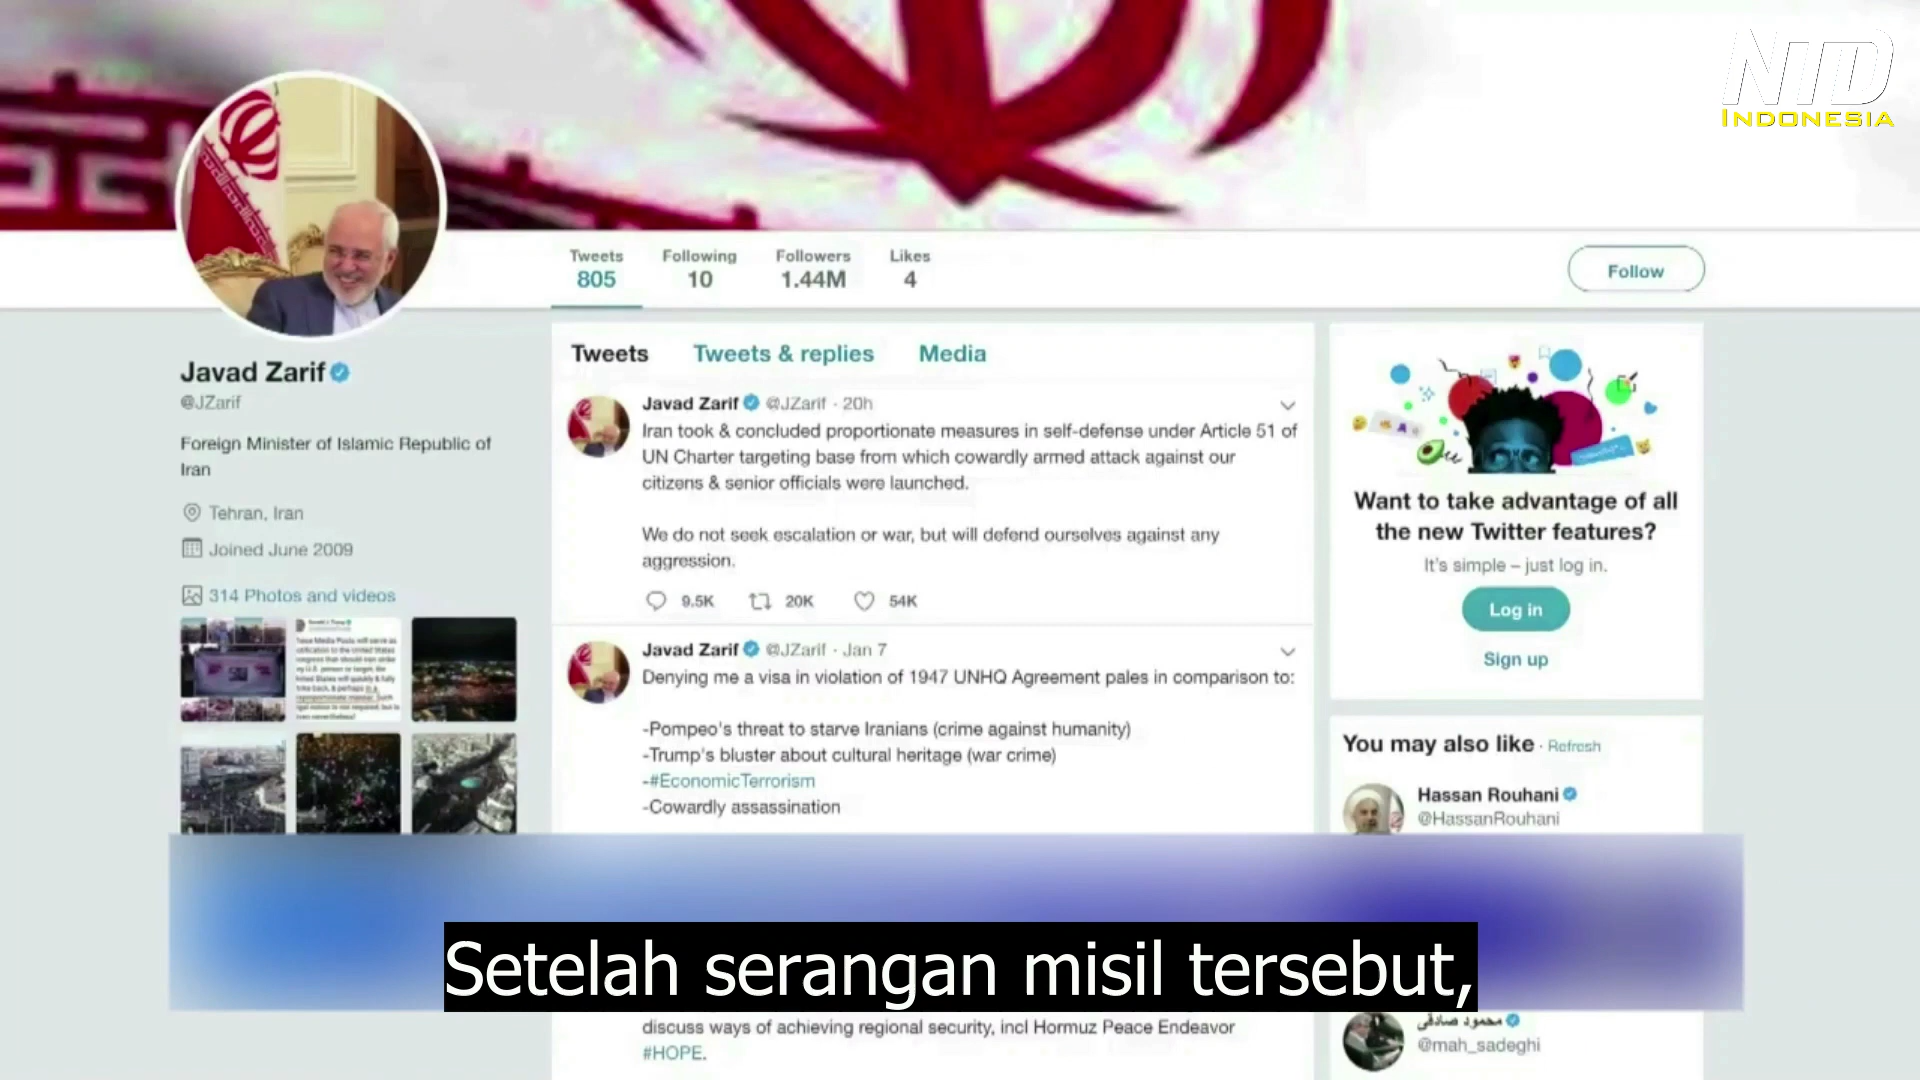 NTD
INDONESIA
Tweets
805
Following
10
Followers
1.44M
Likes
4
Follow
Javad Zarif
@JZarif
Foreign Minister of Islamic Republic of
Iran
Tehran, Iran
Joined June 2009
314 Photos and videos
Tweets
Tweets & replies
Media
Javad Zarif @JZarif · 20h
Iran took & concluded proportionate measures in self-defense under Article 51 of
UN Charter targeting base from which cowardly armed attack against our
citizens & senior officials were launched.
We do not seek escalation or war, but will defend ourselves against any
aggression.
9.5K 20K 54K
Javad Zarif @JZarif · Jan 7
Denying me a visa in violation of 1947 UNHQ Agreement pales in comparison to:
-Pompeo's threat to starve Iranians (crime against humanity)
-Trump's bluster about cultural heritage (war crime)
-#EconomicTerrorism
-Cowardly assassination
discuss ways of achieving regional security, incl Hormuz Peace Endeavor
#HOPE.
Want to take advantage of all
the new Twitter features?
It's simple – just log in.
Log in
Sign up
You may also like · Refresh
Hassan Rouhani
@HassanRouhani
محمود صادقی
@mah_sadeghi
Setelah serangan misil tersebut,